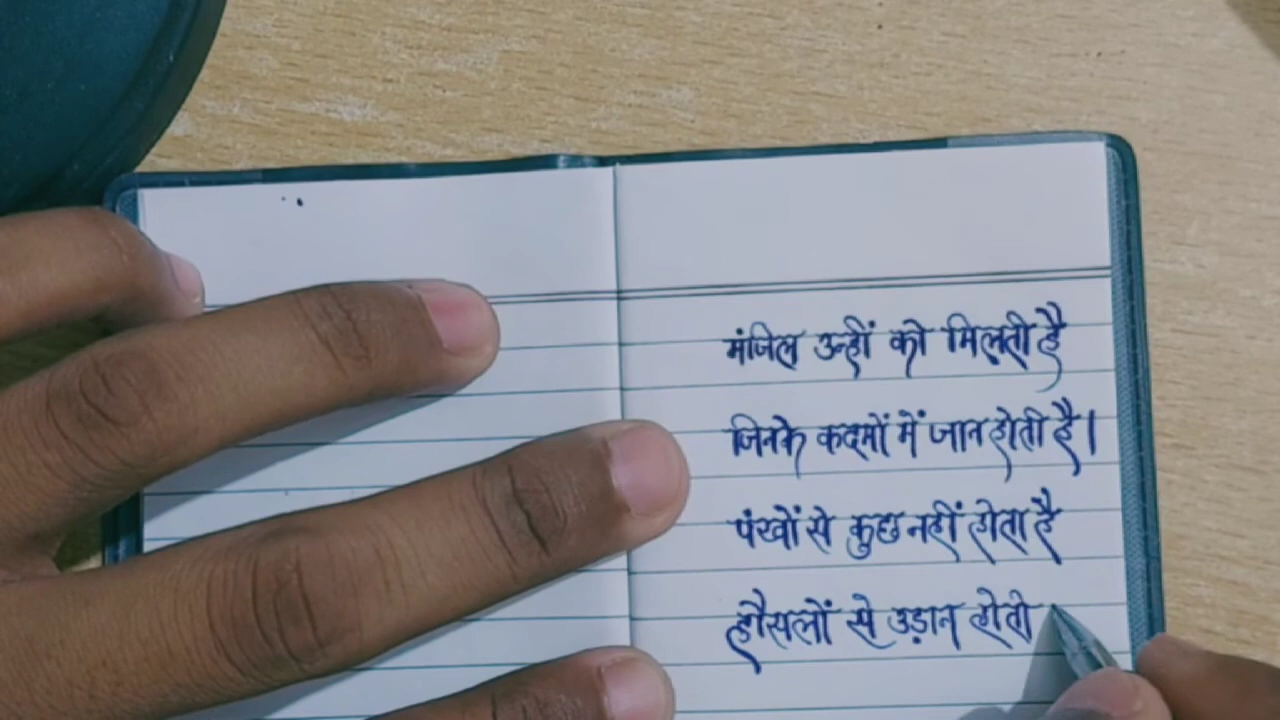 मंजिल उन्हीं को मिलती है
जिनके कदमों में जान होती है।
पंखों से कुछ नहीं होता है
हौसलों से उड़ान होती